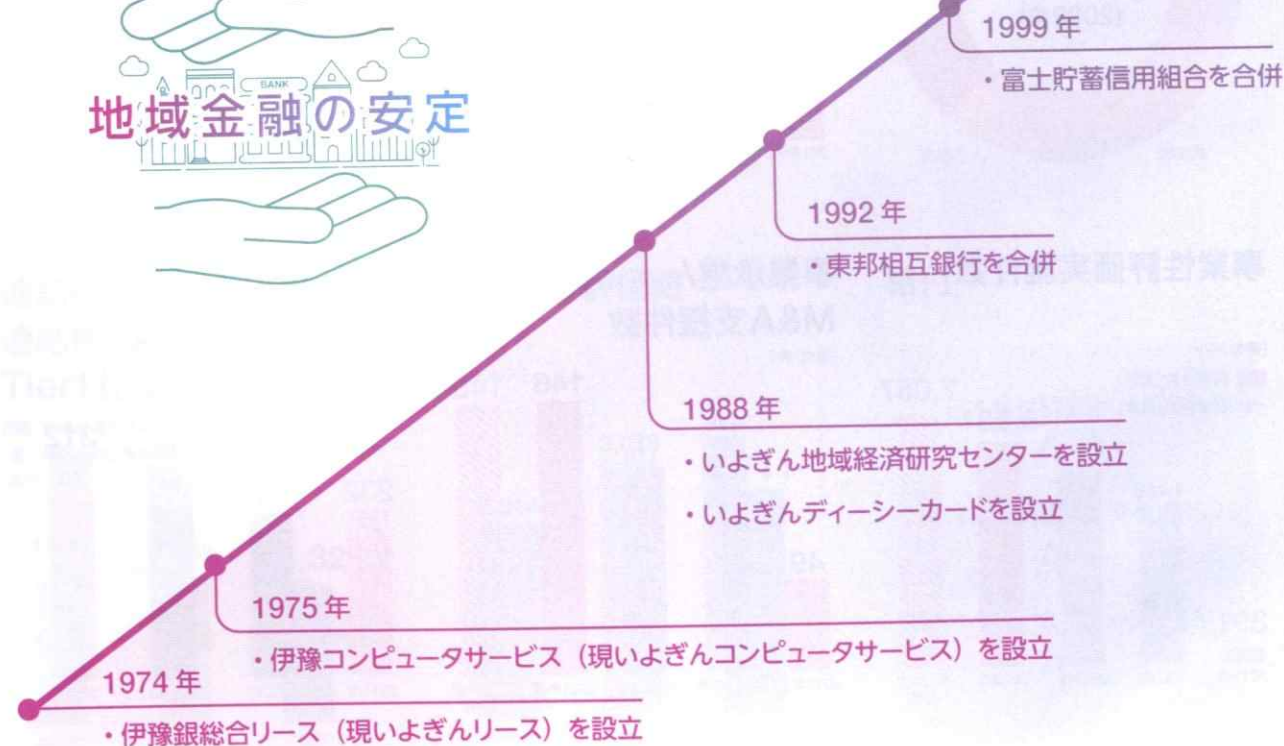 BANK
地域金融の安定
1999年
・富士貯蓄信用組合を合併
1992年
・東邦相互銀行を合併
1988年
・いよぎん地域経済研究センターを設立
・いよぎんディーシーカードを設立
1975年
・伊豫コンピュータサービス（現いよぎんコンピュータサービス）を設立
1974年
・伊豫銀総合リース（現いよぎんリース）を設立